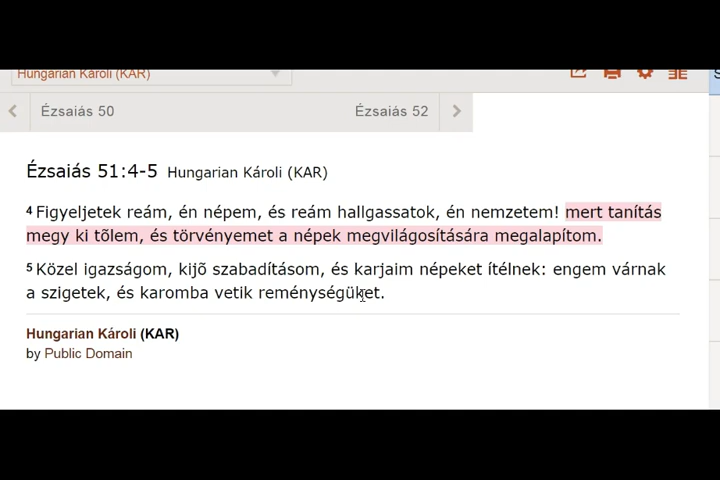 Hungarian Károli (KAR)
Ézsaiás 50
Ézsaiás 52
Ézsaiás 51:4-5 Hungarian Károli (KAR)
4 Figyeljetek reám, én népem, és reám hallgassatok, én nemzetem! mert tanítás
megy ki tõlem, és törvényemet a népek megvilágosítására megalapítom.
5 Közel igazságom, kijõ szabadításom, és karjaim népeket ítélnek: engem várnak
a szigetek, és karomba vetik reménységüket.
Hungarian Károli (KAR)
by Public Domain